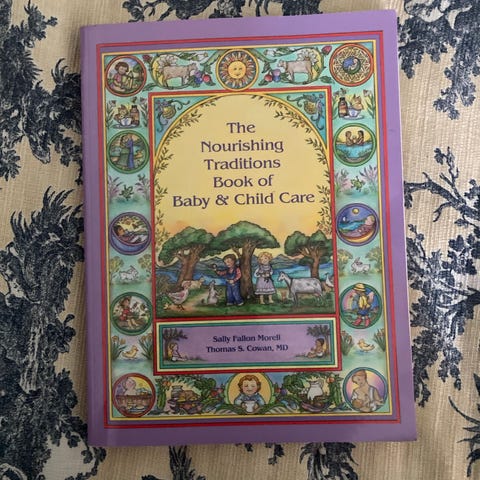 The
Nourishing
Traditions
Book of
Baby & Child Care
Sally Fallon Morell
Thomas S. Cowan, MD